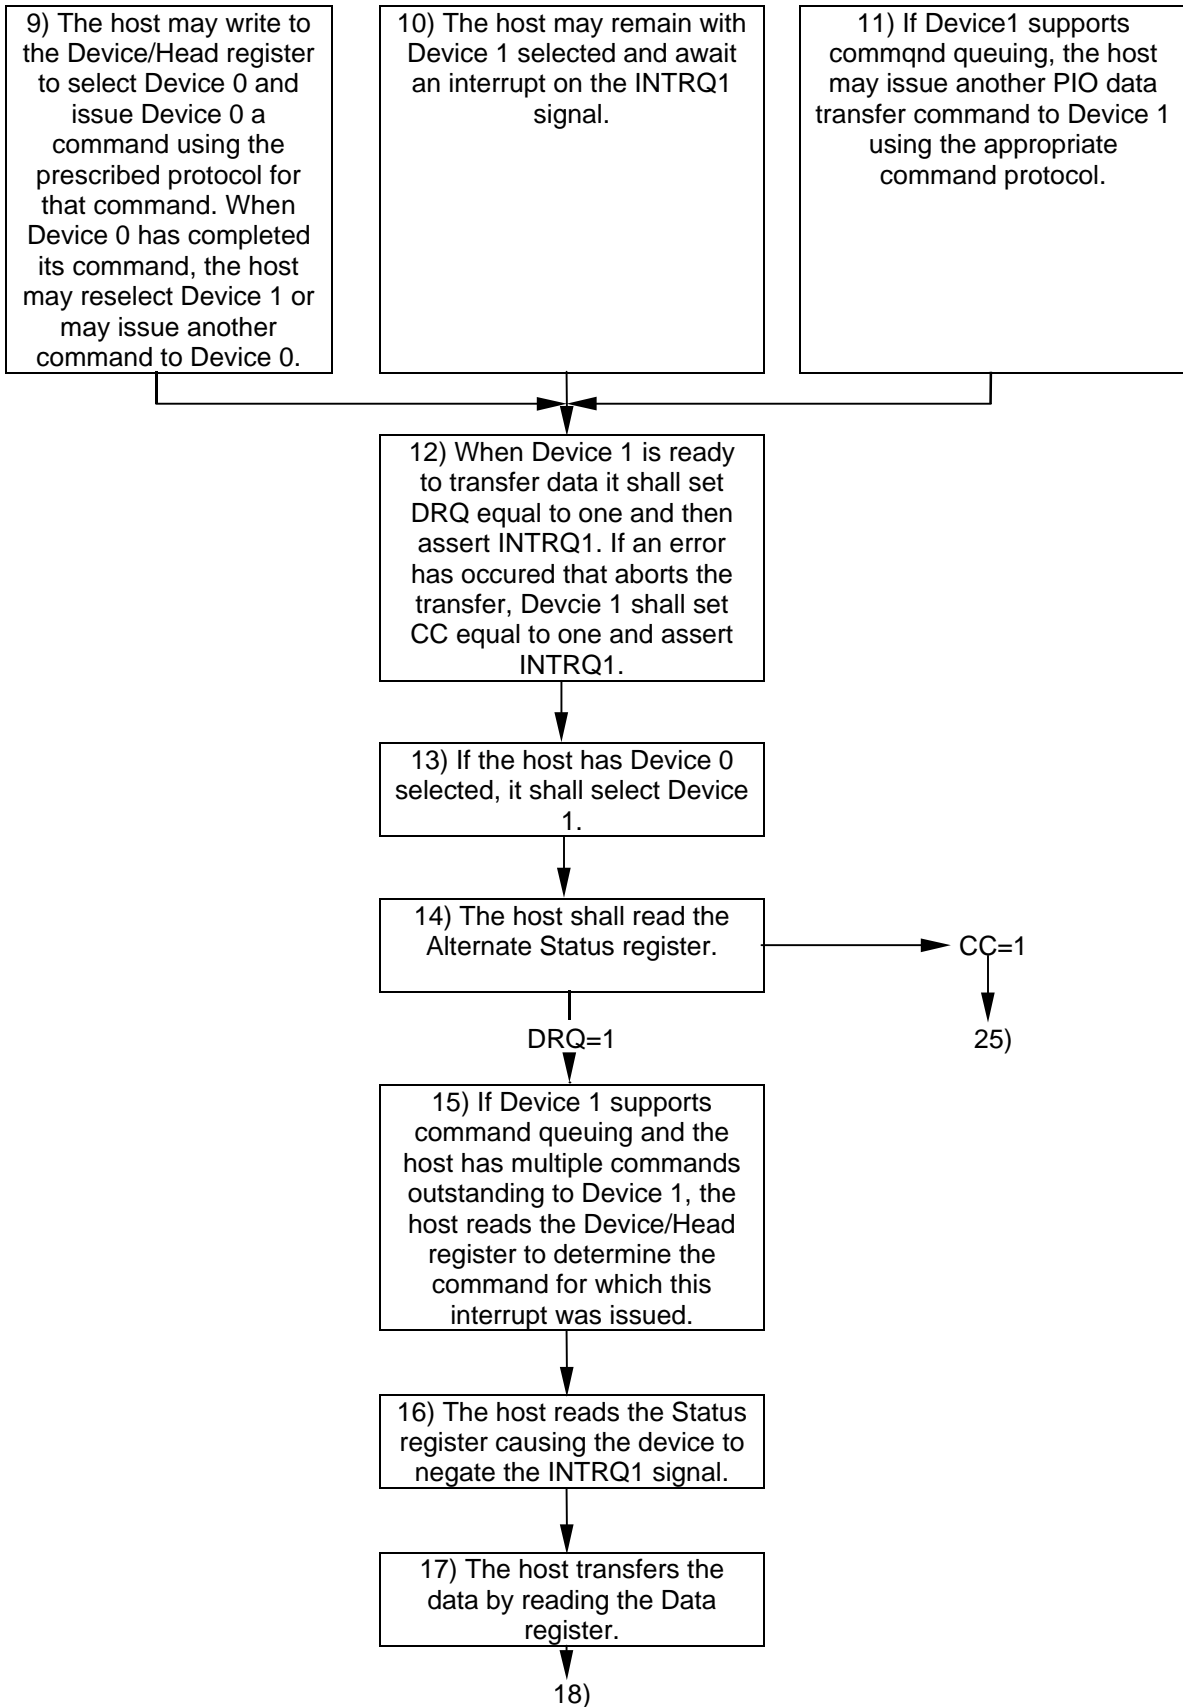 9) The host may write to
the Device/Head register
to select Device 0 and
issue Device 0 a
command using the
prescribed protocol for
that command. When
Device 0 has completed
its command, the host
may reselect Device 1 or
may issue another
command to Device 0.
10) The host may remain with
Device 1 selected and await
an interrupt on the INTRQ1
signal.
11) If Device1 supports
commqnd queuing, the host
may issue another PIO data
transfer command to Device 1
using the appropriate
command protocol.
12) When Device 1 is ready
to transfer data it shall set
DRQ equal to one and then
assert INTRQ1. If an error
has occured that aborts the
transfer, Devcie 1 shall set
CC equal to one and assert
INTRQ1.
13) If the host has Device 0
selected, it shall select Device
1.
14) The host shall read the
Alternate Status register.
CC=1
25)
DRQ=1
15) If Device 1 supports
command queuing and the
host has multiple commands
outstanding to Device 1, the
host reads the Device/Head
register to determine the
command for which this
interrupt was issued.
16) The host reads the Status
register causing the device to
negate the INTRQ1 signal.
17) The host transfers the
data by reading the Data
register.
18)